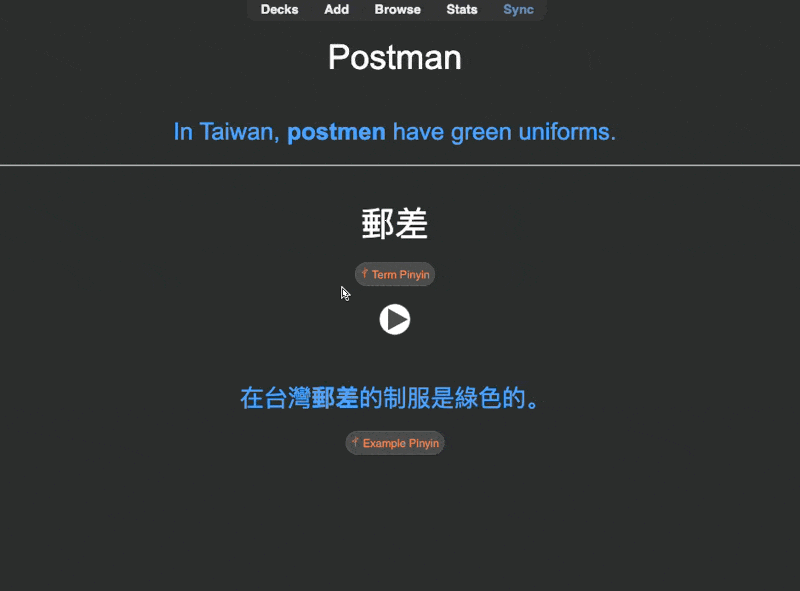 Decks Add Browse Stats Sync
Postman
In Taiwan, postmen have green uniforms.
郵差
Term Pinyin
在台灣郵差的制服是綠色的。
Example Pinyin